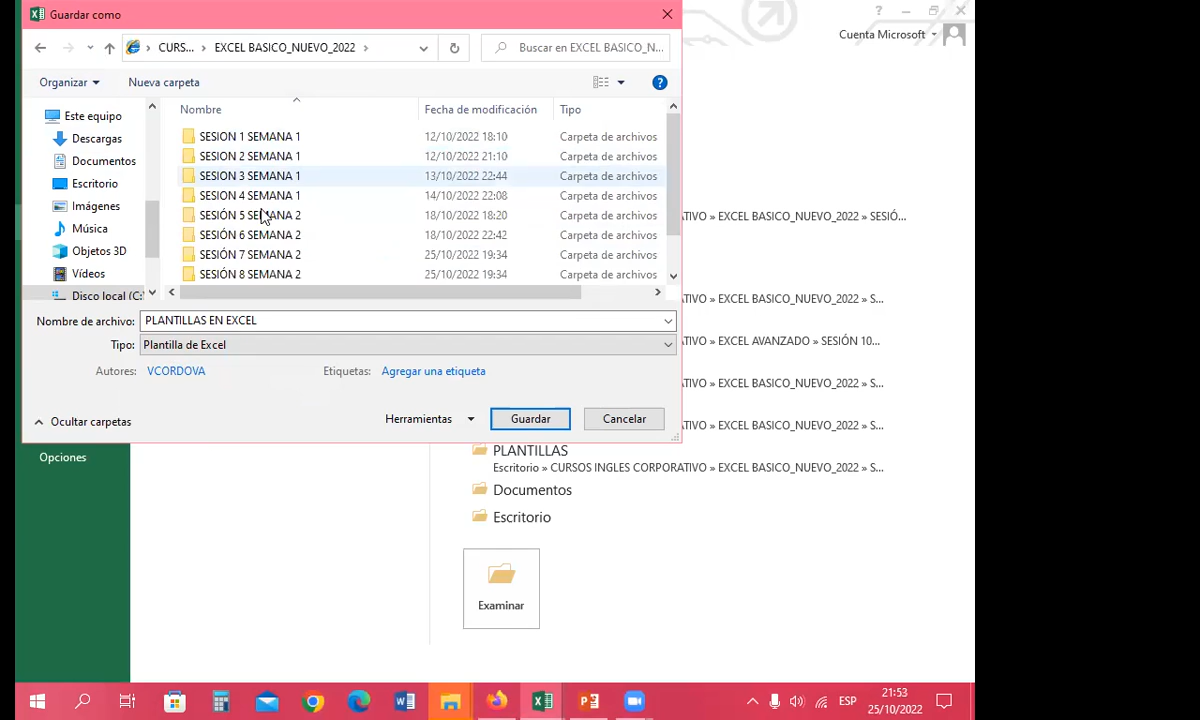 Guardar como
CURS... EXCEL BASICO_NUEVO_2022
Buscar en EXCEL BASICO_N...
Cuenta Microsoft
Organizar
Nueva carpeta
Nombre
Fecha de modificación
Tipo
Este equipo
Descargas
Documentos
Escritorio
Imágenes
Música
Objetos 3D
Vídeos
Disco local (C:
SESION 1 SEMANA 1 12/10/2022 18:10 Carpeta de archivos
SESION 2 SEMANA 1 12/10/2022 21:10 Carpeta de archivos
SESION 3 SEMANA 1 13/10/2022 22:44 Carpeta de archivos
SESION 4 SEMANA 1 14/10/2022 22:08 Carpeta de archivos
SESIÓN 5 SEMANA 2 18/10/2022 18:20 Carpeta de archivos
SESIÓN 6 SEMANA 2 18/10/2022 22:42 Carpeta de archivos
SESIÓN 7 SEMANA 2 25/10/2022 19:34 Carpeta de archivos
SESIÓN 8 SEMANA 2 25/10/2022 19:34 Carpeta de archivos
Nombre de archivo: PLANTILLAS EN EXCEL
Tipo: Plantilla de Excel
Autores: VCORDOVA
Etiquetas: Agregar una etiqueta
Ocultar carpetas
Herramientas
Guardar
Cancelar
ATIVO » EXCEL BASICO_NUEVO_2022 » SESIÓ...
ATIVO » EXCEL BASICO_NUEVO_2022 » S...
ATIVO » EXCEL AVANZADO » SESIÓN 10...
ATIVO » EXCEL BASICO_NUEVO_2022 » S...
ATIVO » EXCEL BASICO_NUEVO_2022 » S...
Opciones
PLANTILLAS
Escritorio » CURSOS INGLES CORPORATIVO » EXCEL BASICO_NUEVO_2022 » S...
Documentos
Escritorio
Examinar
ESP
21:53
25/10/2022